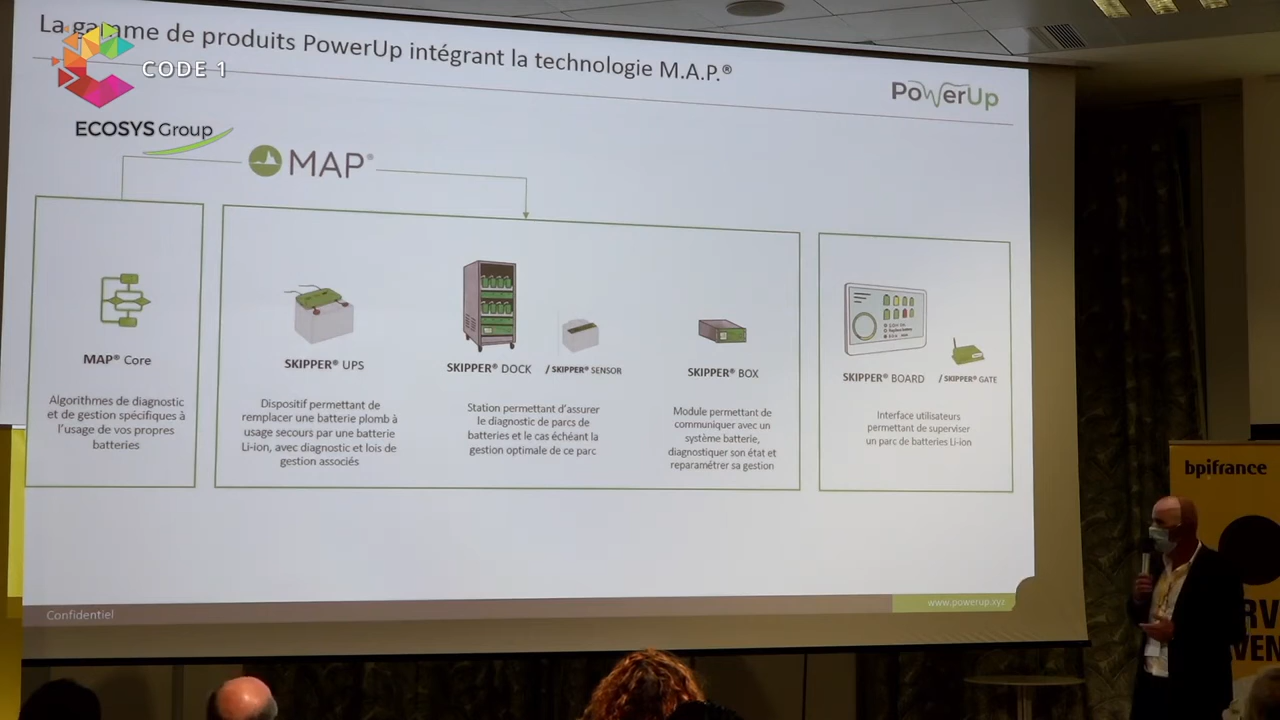 La gamme de produits PowerUp intégrant la technologie M.A.P.®
CODE 1
PowerUp
ECOSYS Group
MAP®
MAP® Core
Algorithmes de diagnostic
et de gestion spécifiques à
l'usage de vos propres
batteries
SKIPPER® UPS
Dispositif permettant de
remplacer une batterie plomb à
usage secours par une batterie
Li-ion, avec diagnostic et lois de
gestion associés
SKIPPER® DOCK
/ SKIPPER® SENSOR
Station permettant d'assurer
le diagnostic de parcs de
batteries et le cas échéant la
gestion optimale de ce parc
SKIPPER® BOX
Module permettant de
communiquer avec un
système batterie,
diagnostiquer son état et
reparamétrer sa gestion
SKIPPER® BOARD
/ SKIPPER® GATE
Interface utilisateurs
permettant de superviser
un parc de batteries Li-ion
Confidentiel
www.powerup.xyz
bpifrance